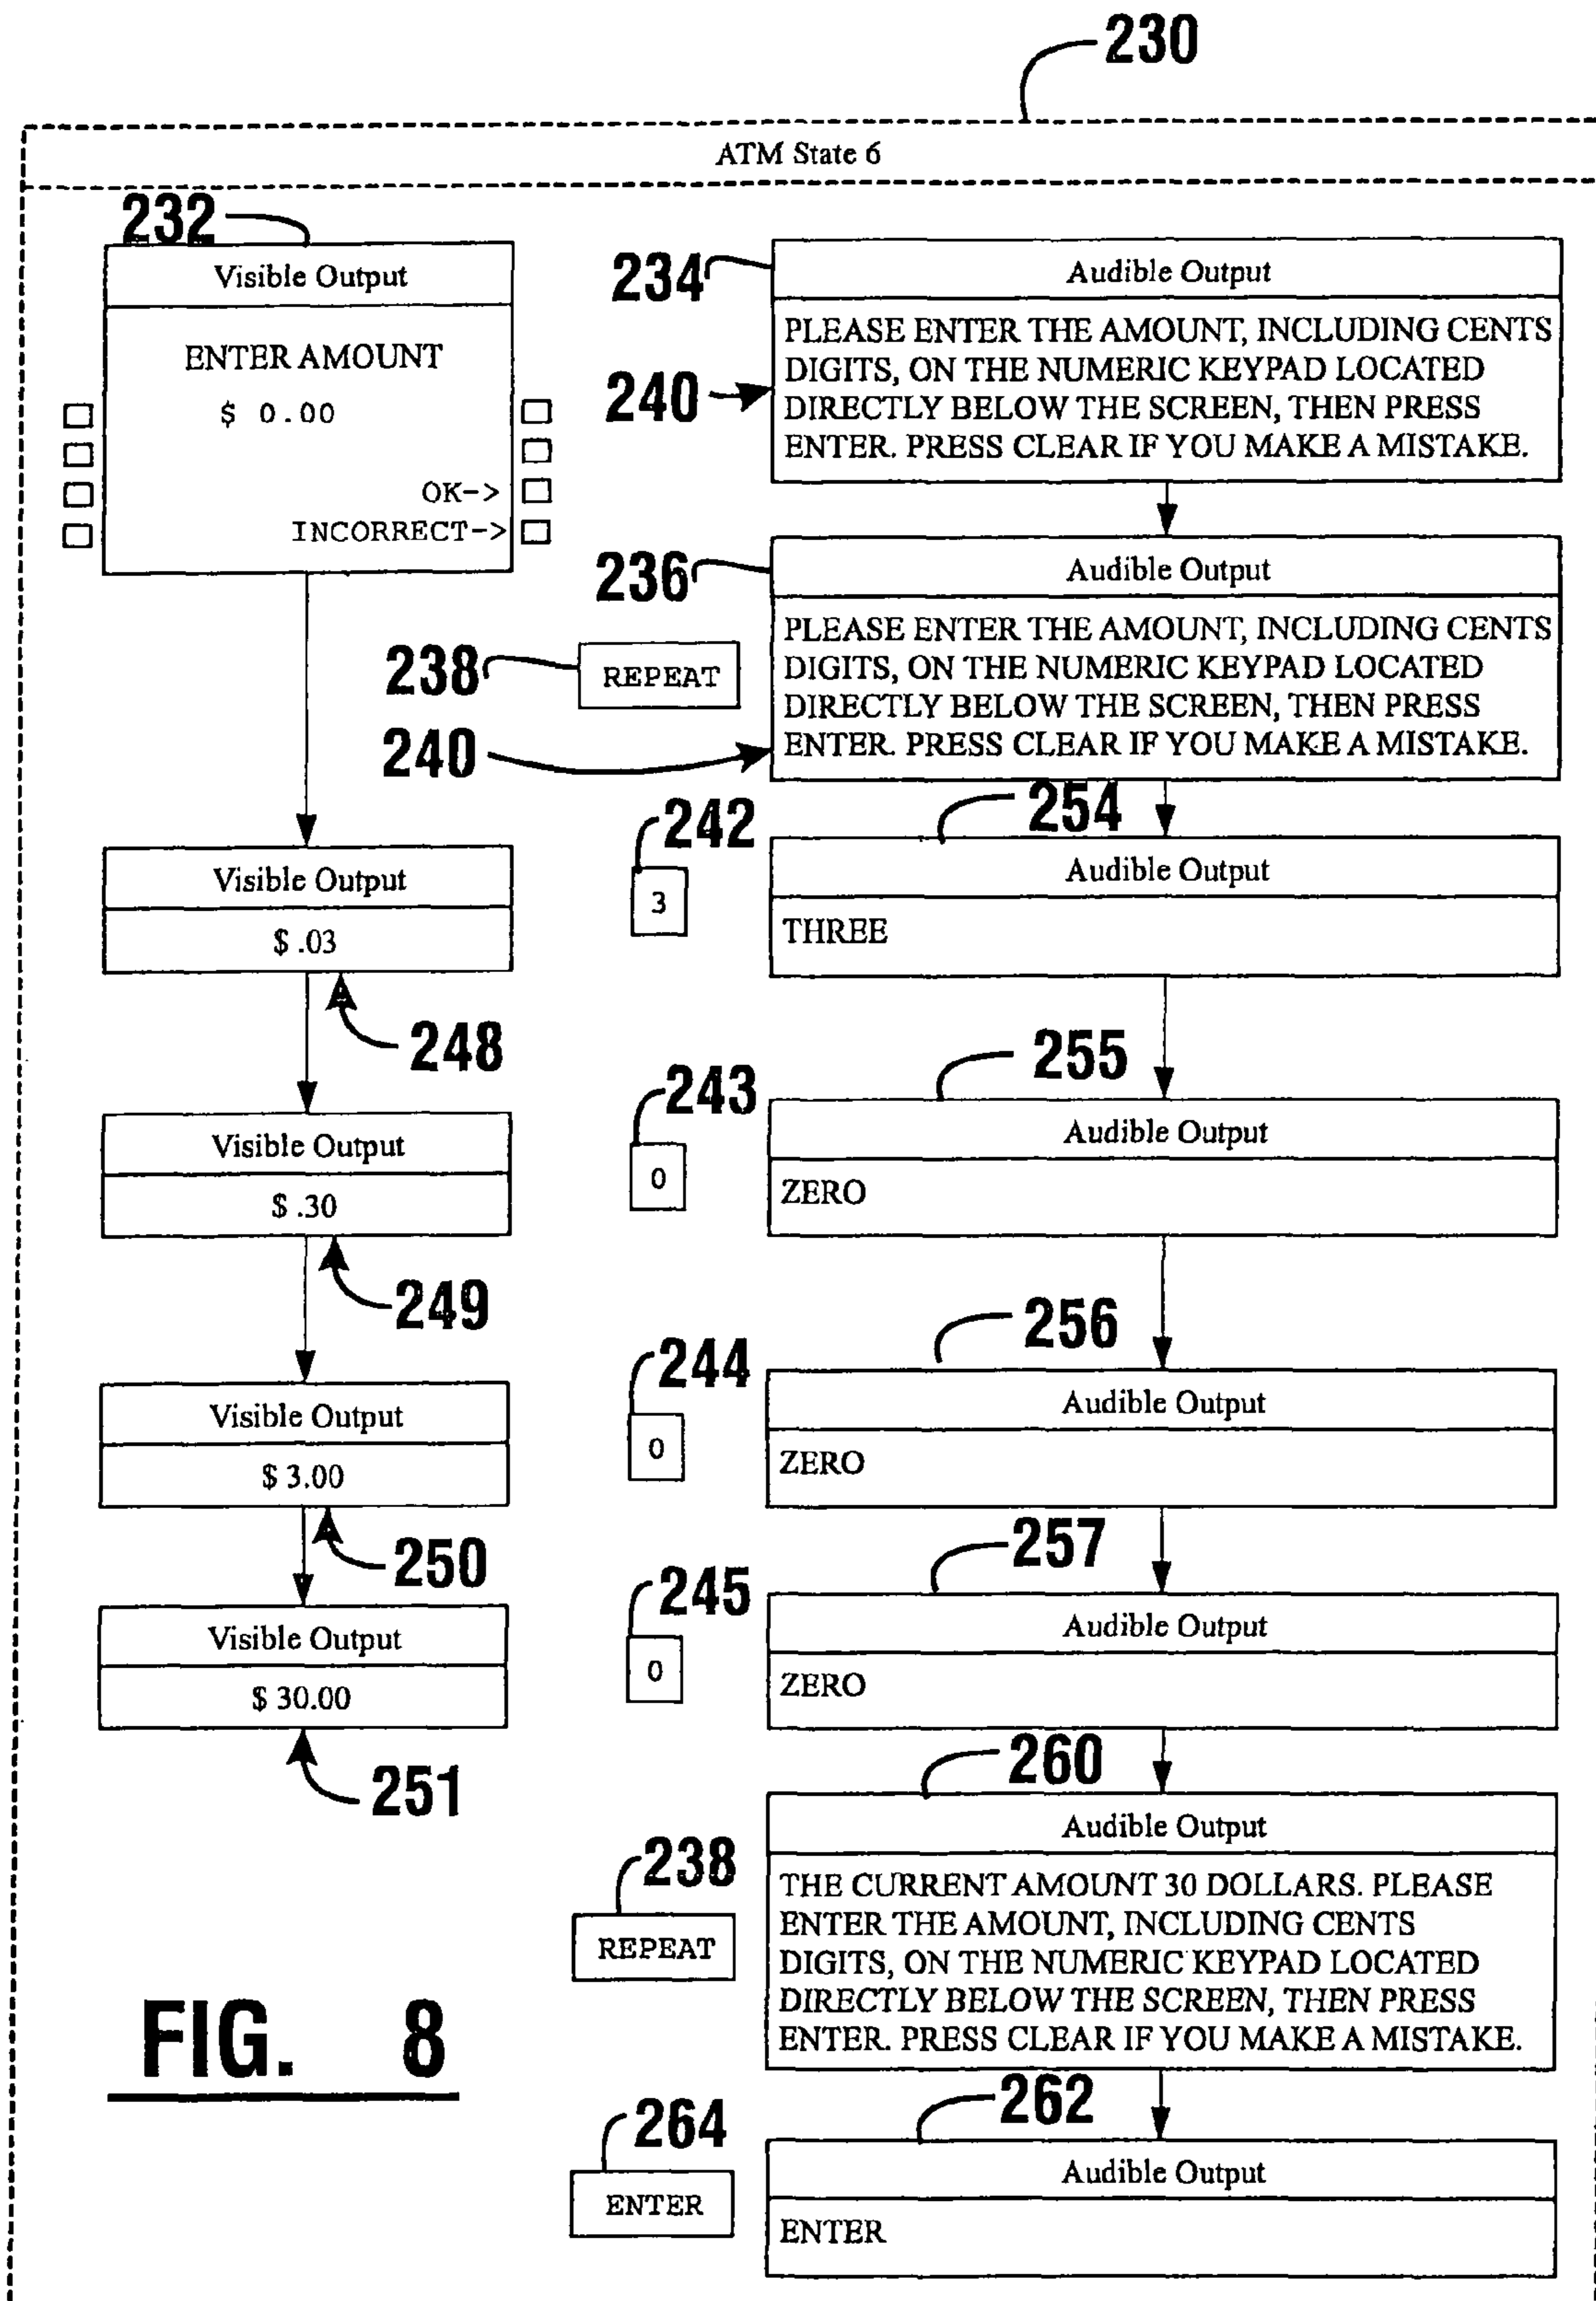 230
ATM State 6
232
Visible Output
ENTER AMOUNT
$ 0.00
OK->
INCORRECT->
234
Audible Output
240
PLEASE ENTER THE AMOUNT, INCLUDING CENTS
DIGITS, ON THE NUMERIC KEYPAD LOCATED
DIRECTLY BELOW THE SCREEN, THEN PRESS
ENTER. PRESS CLEAR IF YOU MAKE A MISTAKE.
236
Audible Output
238
REPEAT
240
PLEASE ENTER THE AMOUNT, INCLUDING CENTS
DIGITS, ON THE NUMERIC KEYPAD LOCATED
DIRECTLY BELOW THE SCREEN, THEN PRESS
ENTER. PRESS CLEAR IF YOU MAKE A MISTAKE.
Visible Output
$ .03
248
242
3
254
Audible Output
THREE
Visible Output
$ .30
249
243
0
255
Audible Output
ZERO
Visible Output
$ 3.00
250
244
0
256
Audible Output
ZERO
Visible Output
$ 30.00
251
245
0
257
Audible Output
ZERO
260
Audible Output
238
REPEAT
THE CURRENT AMOUNT 30 DOLLARS. PLEASE
ENTER THE AMOUNT, INCLUDING CENTS
DIGITS, ON THE NUMERIC KEYPAD LOCATED
DIRECTLY BELOW THE SCREEN, THEN PRESS
ENTER. PRESS CLEAR IF YOU MAKE A MISTAKE.
FIG. 8
264
ENTER
262
Audible Output
ENTER